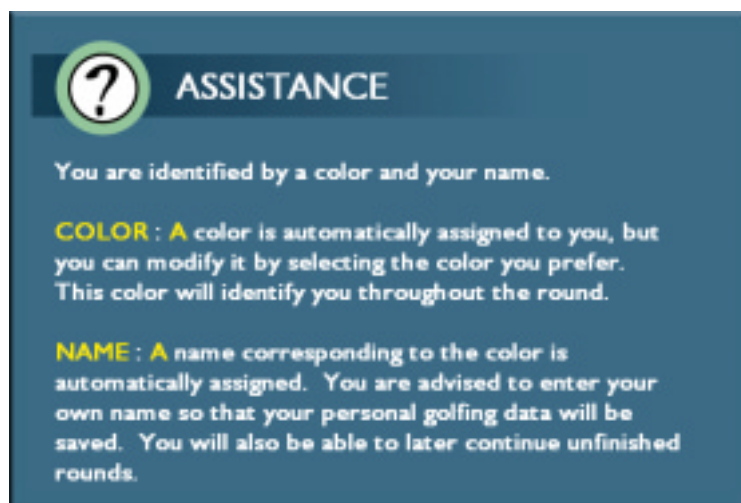 ?
ASSISTANCE
You are identified by a color and your name.
COLOR : A color is automatically assigned to you, but
you can modify it by selecting the color you prefer.
This color will identify you throughout the round.
NAME : A name corresponding to the color is
automatically assigned.  You are advised to enter your
own name so that your personal golfing data will be
saved.  You will also be able to later continue unfinished
rounds.